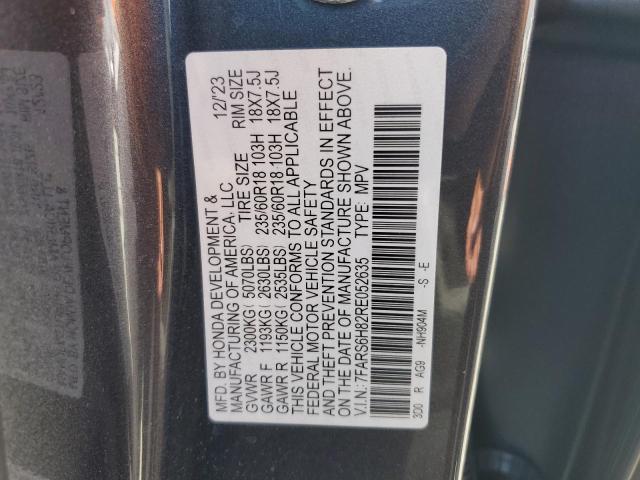 MFD. BY HONDA DEVELOPMENT &
MANUFACTURING OF AMERICA, LLC 12/'23
GVWR 2300KG( 5070LBS) TIRE SIZE RIM SIZE
GAWR F 1193KG( 2630LBS) 235/60R18 103H 18X7.5J
GAWR R 1150KG( 2535LBS) 235/60R18 103H 18X7.5J
THIS VEHICLE CONFORMS TO ALL APPLICABLE
FEDERAL MOTOR VEHICLE SAFETY
AND THEFT PREVENTION STANDARDS IN EFFECT
ON THE DATE OF MANUFACTURE SHOWN ABOVE.
V.I.N.: 7FARS6H82RE052635 TYPE: MPV
3D0 R AG9 -NH904M -S -E